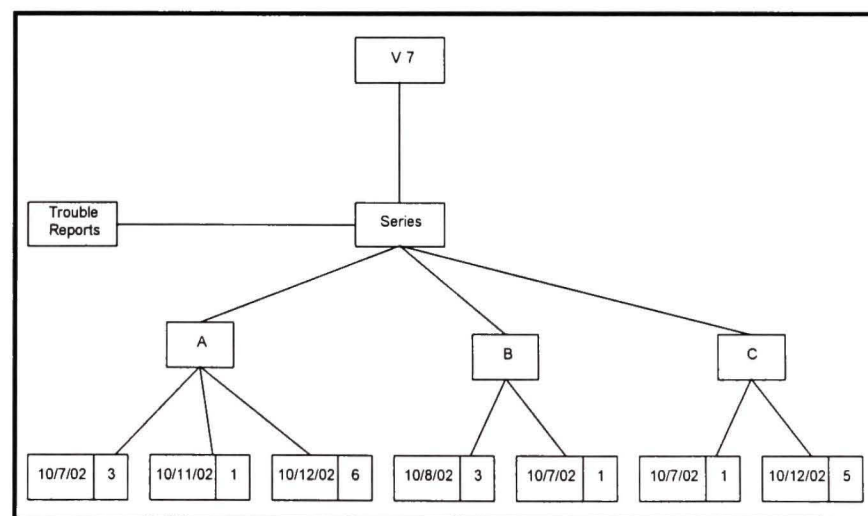 V 7
Trouble
Reports
Series
A
B
C
10/7/02 3
10/11/02 1
10/12/02 6
10/8/02 3
10/7/02 1
10/7/02 1
10/12/02 5